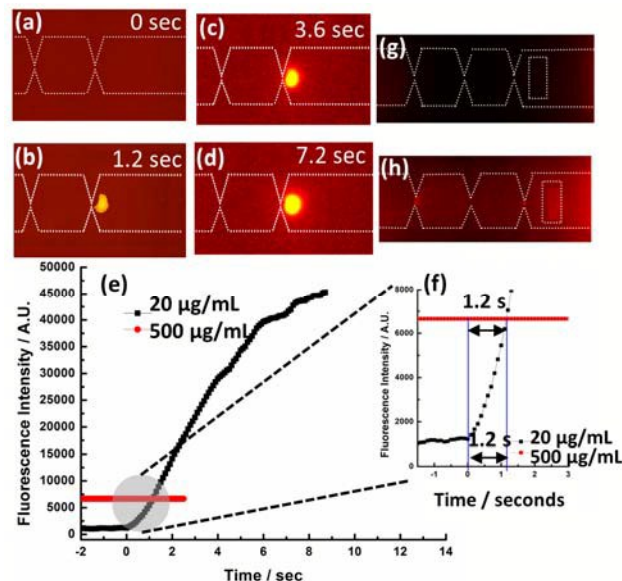 (a) 0 sec
(c) 3.6 sec
(g)
(b) 1.2 sec
(d) 7.2 sec
(h)
(e)
20 µg/mL
500 µg/mL
Fluorescence Intensity / A.U.
50000
45000
40000
35000
30000
25000
20000
15000
10000
5000
0
-2 0 2 4 6 8 10 12 14
Time / sec
(f)
1.2 s
Fluorescence Intensity / A.U.
8000
6000
4000
2000
0
1.2 s
20 µg/mL
500 µg/mL
-1 0 1 2 3
Time / seconds